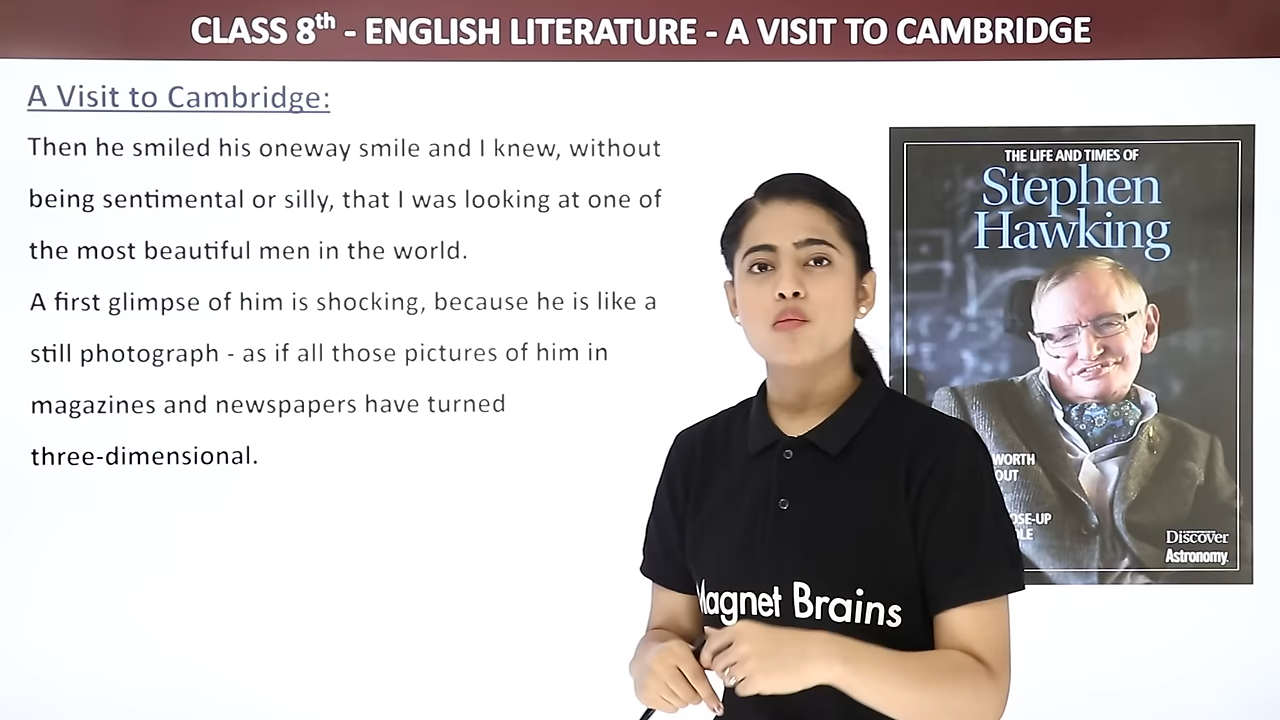 CLASS 8th - ENGLISH LITERATURE - A VISIT TO CAMBRIDGE
A Visit to Cambridge:
Then he smiled his oneway smile and I knew, without
being sentimental or silly, that I was looking at one of
the most beautiful men in the world.
A first glimpse of him is shocking, because he is like a
still photograph - as if all those pictures of him in
magazines and newspapers have turned
three-dimensional.
THE LIFE AND TIMES OF
Stephen
Hawking
WORTH
OUT
Discover
Astronomy.
Magnet Brains